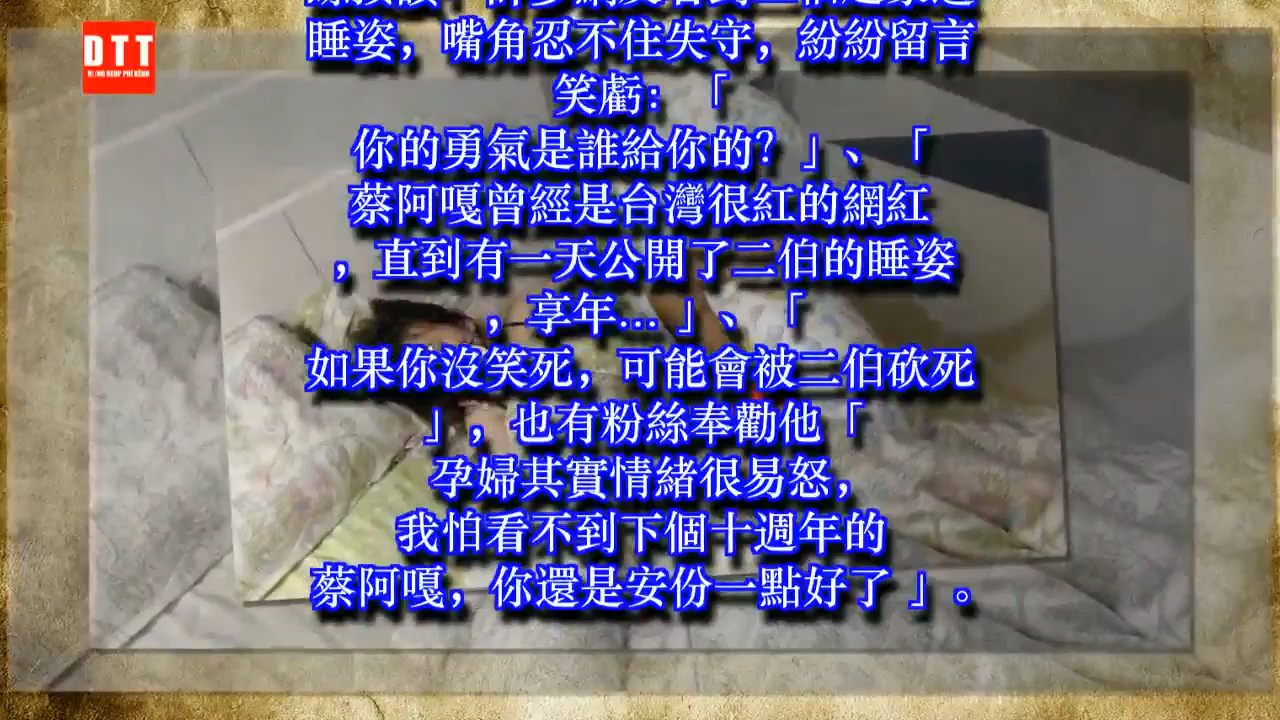 DTT
睡姿，嘴角忍不住失守，紛紛留言
笑虧：「
你的勇氣是誰給你的？」、「
蔡阿嘎曾經是台灣很紅的網紅
，直到有一天公開了二伯的睡姿
，享年...」、「
如果你沒笑死，可能會被二伯砍死
」，也有粉絲奉勸他「
孕婦其實情緒很易怒，
我怕看不到下個十週年的
蔡阿嘎，你還是安份一點好了 」。